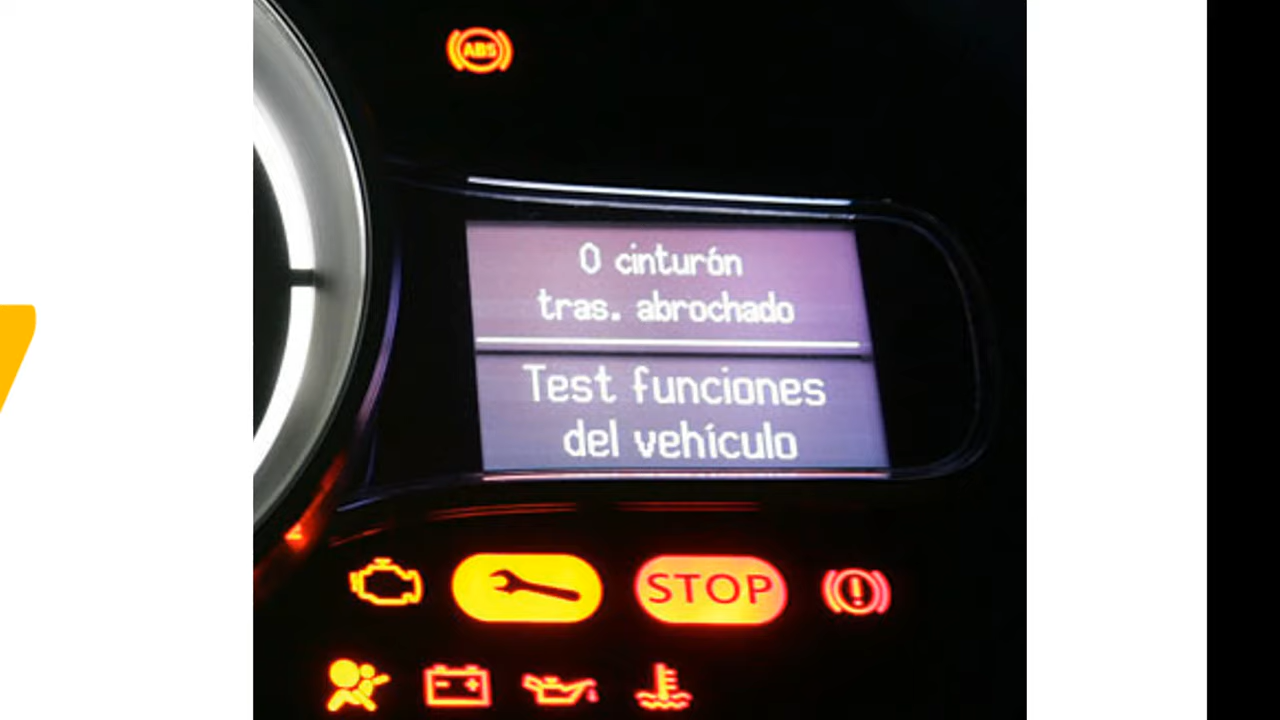 ABS
0 cinturón
tras. abrochado
Test funciones
del vehículo
STOP